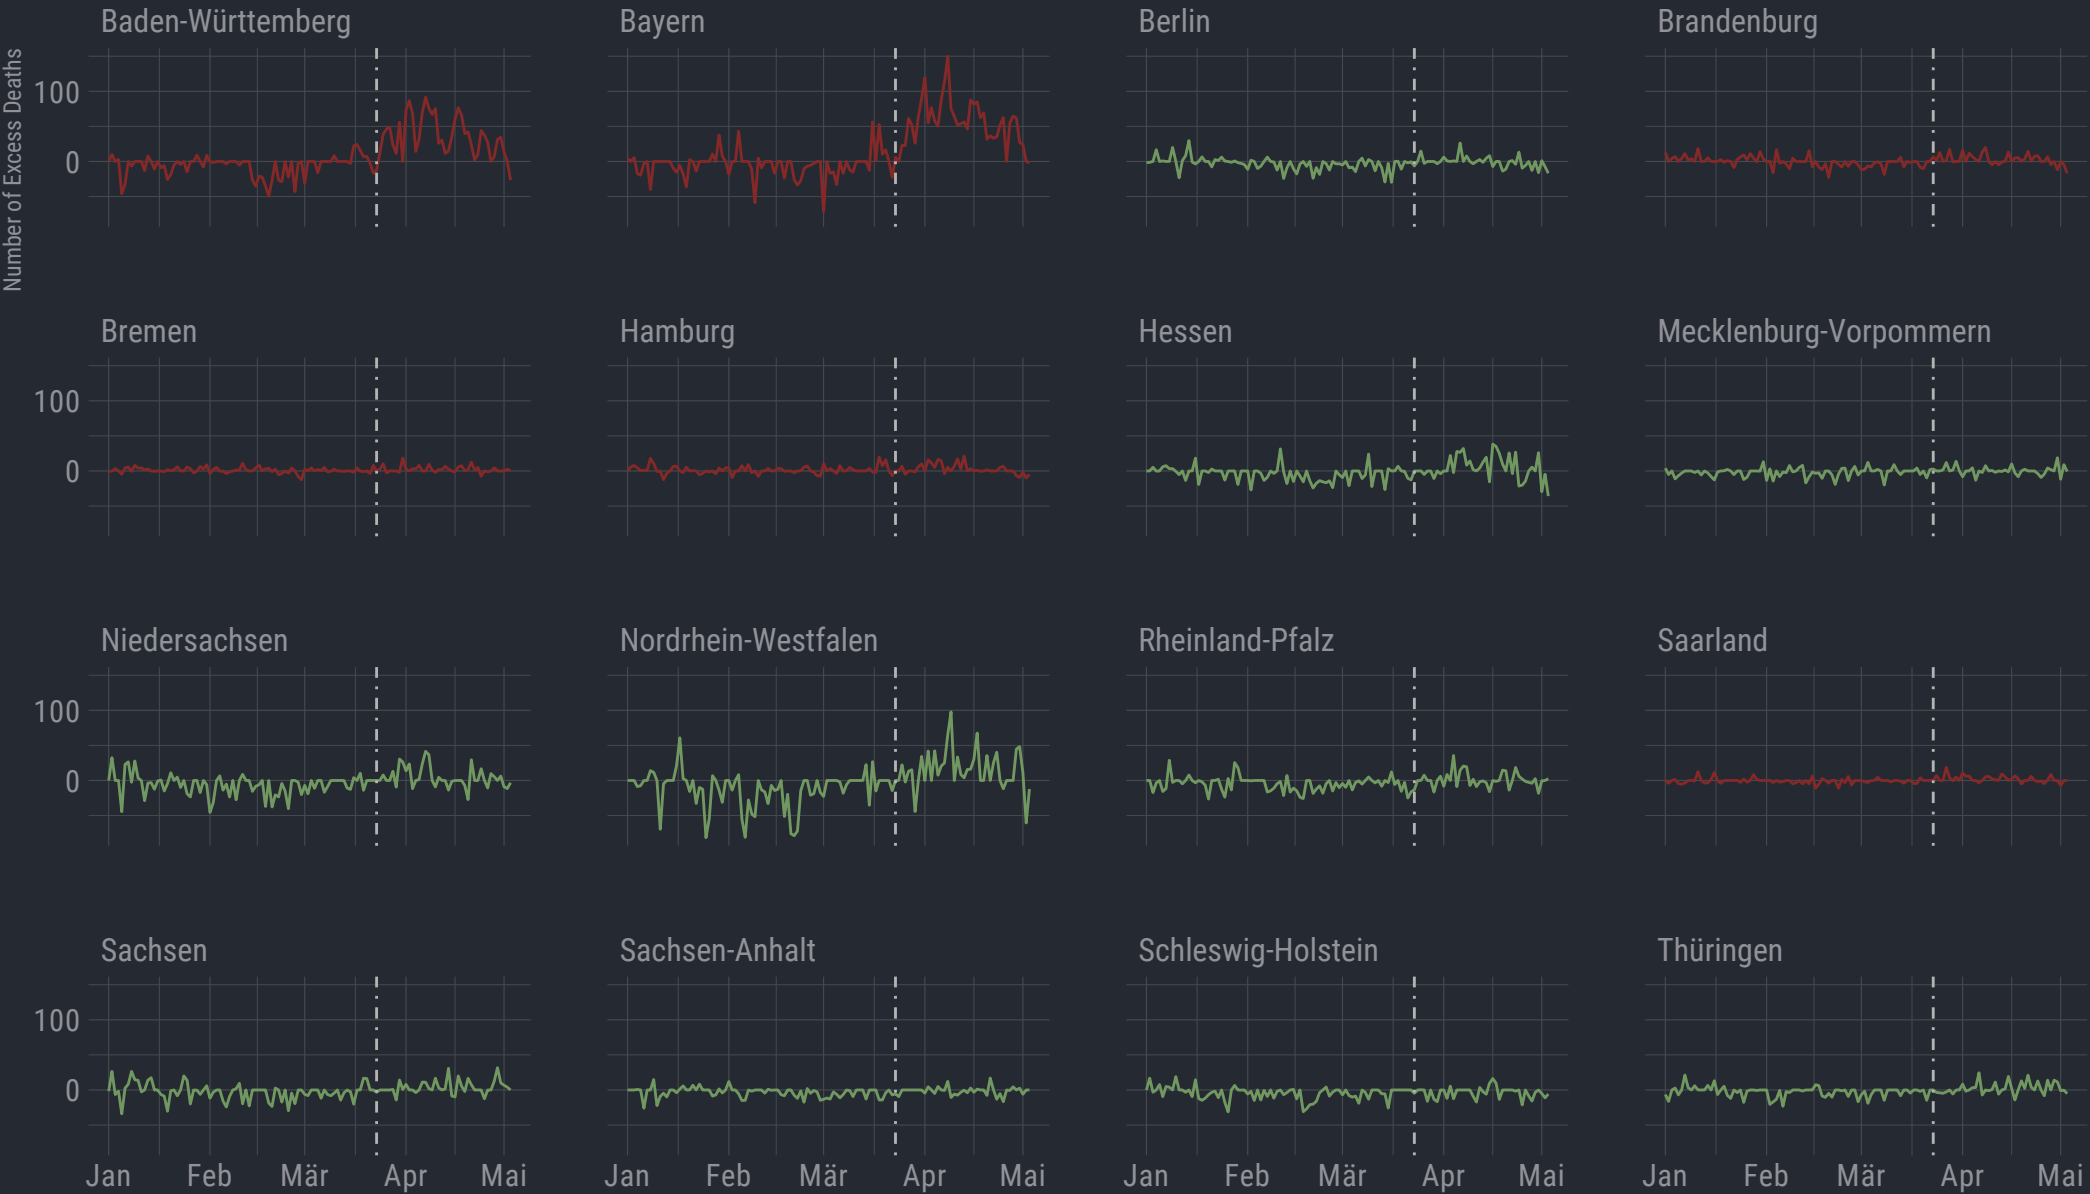 Baden-Württemberg
Bayern
Berlin
Brandenburg
Number of Excess Deaths
100
0
Bremen
Hamburg
Hessen
Mecklenburg-Vorpommern
100
0
Niedersachsen
Nordrhein-Westfalen
Rheinland-Pfalz
Saarland
100
0
Sachsen
Sachsen-Anhalt
Schleswig-Holstein
Thüringen
100
0
Jan Feb Mär Apr Mai
Jan Feb Mär Apr Mai
Jan Feb Mär Apr Mai
Jan Feb Mär Apr Mai